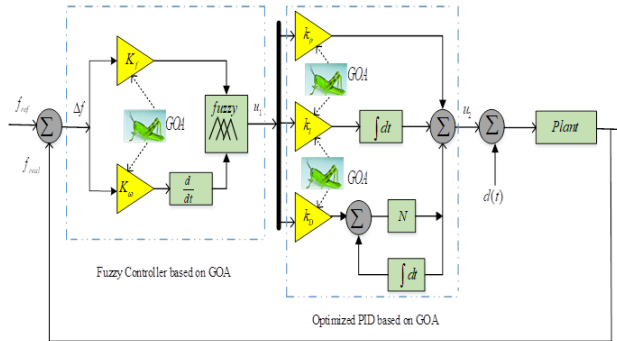 f_ref
f_real
Σ
Δf
K_f
GOA
K_ω
d/dt
fuzzy
u_1
k_p
GOA
k_i
∫dt
GOA
k_D
Σ
N
∫dt
Σ
u_2
Σ
d(t)
Plant
Fuzzy Controller based on GOA
Optimized PID based on GOA